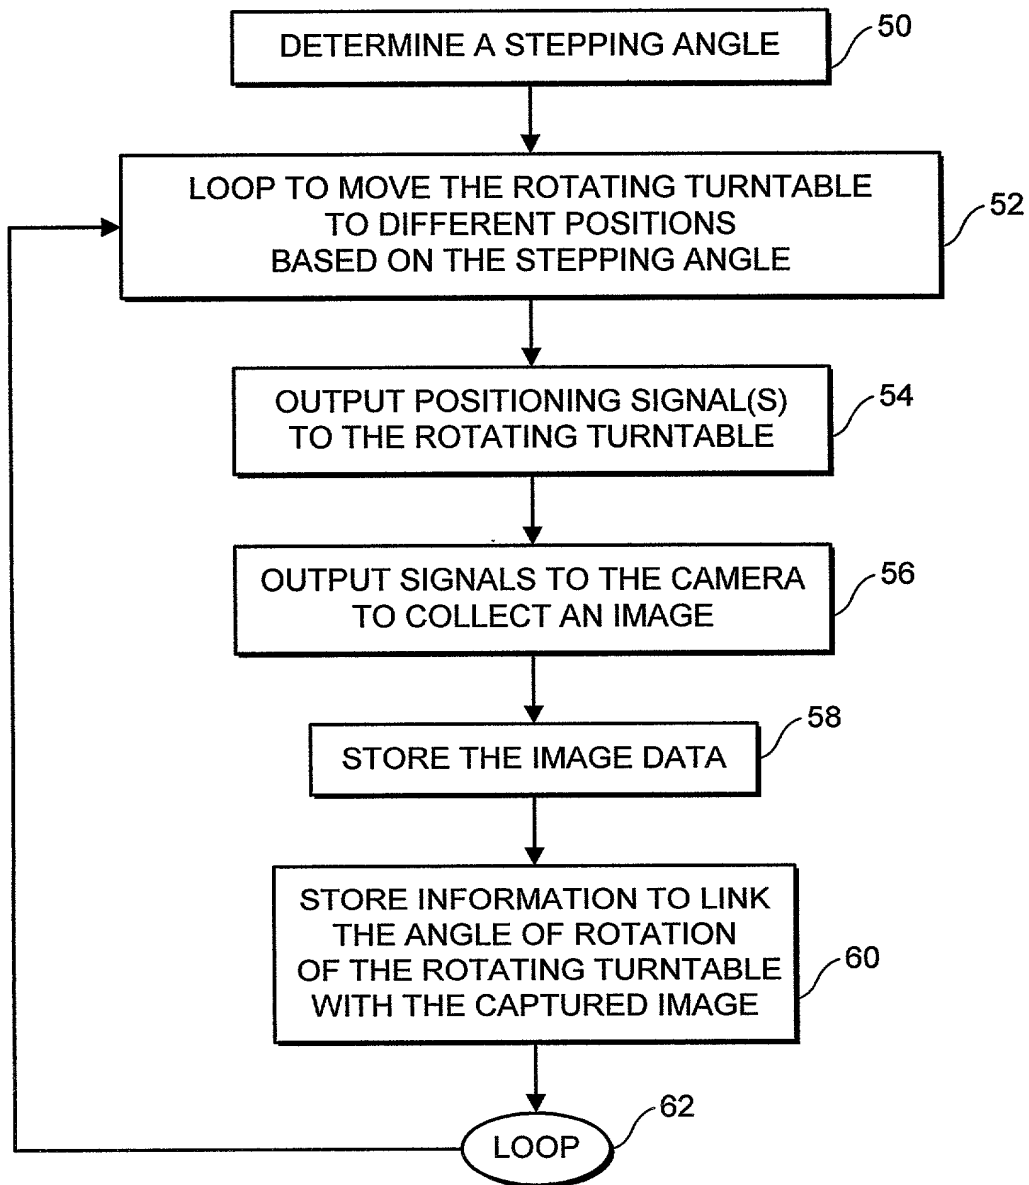 DETERMINE A STEPPING ANGLE
50
LOOP TO MOVE THE ROTATING TURNTABLE
TO DIFFERENT POSITIONS
BASED ON THE STEPPING ANGLE
52
OUTPUT POSITIONING SIGNAL(S)
TO THE ROTATING TURNTABLE
54
OUTPUT SIGNALS TO THE CAMERA
TO COLLECT AN IMAGE
56
STORE THE IMAGE DATA
58
STORE INFORMATION TO LINK
THE ANGLE OF ROTATION
OF THE ROTATING TURNTABLE
WITH THE CAPTURED IMAGE
60
LOOP
62